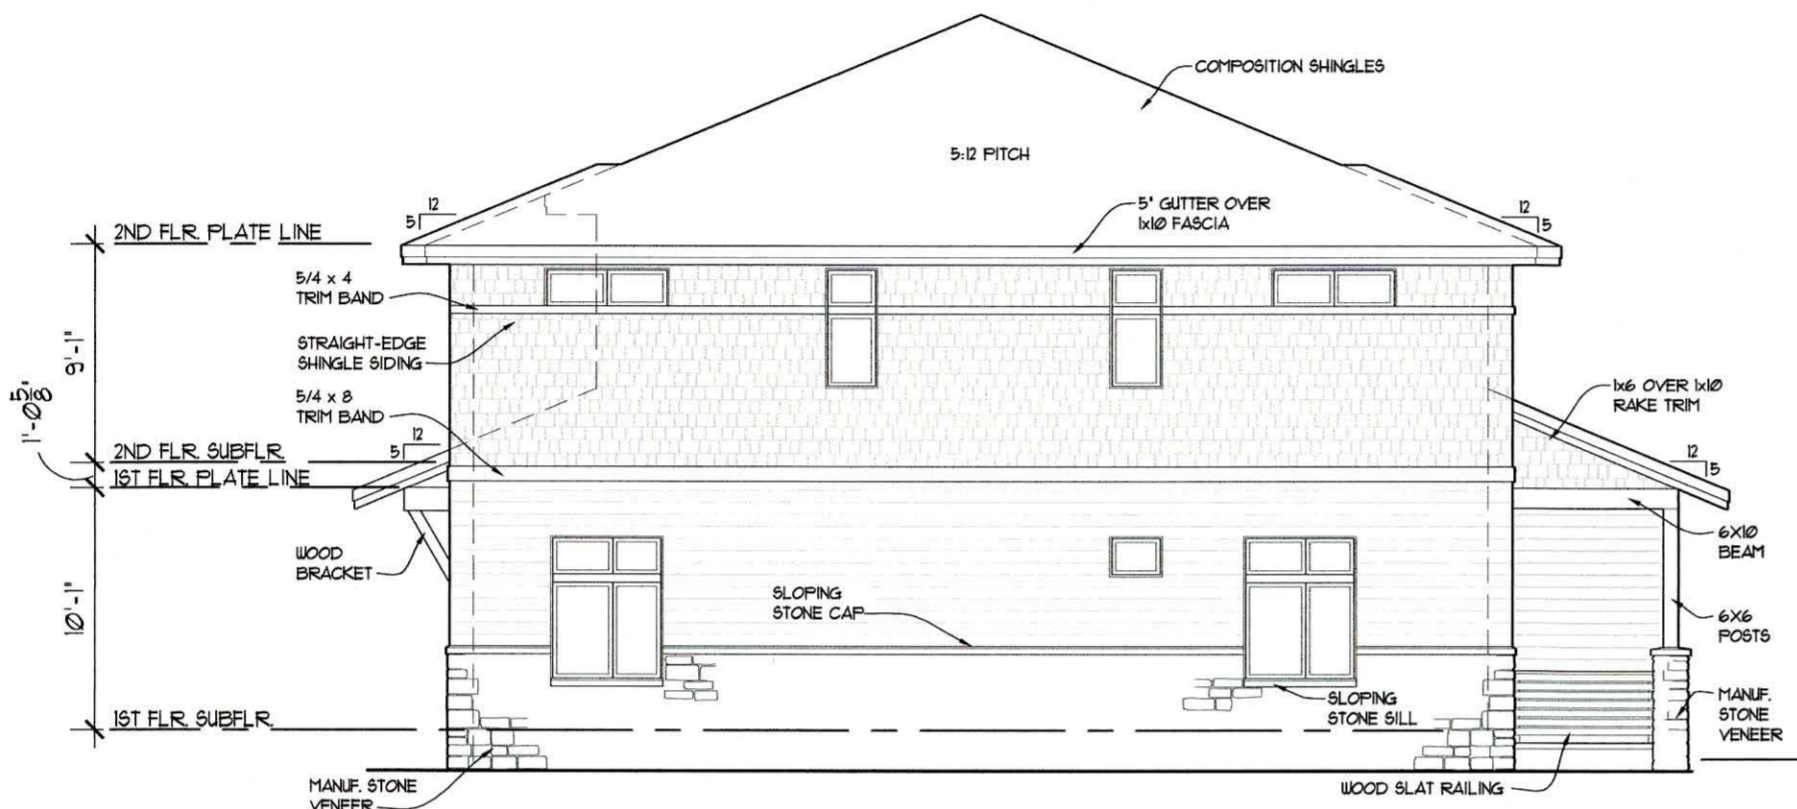 COMPOSITION SHINGLES
5:12 PITCH
12
5
5" GUTTER OVER
1x10 FASCIA
12
5
2ND FLR. PLATE LINE
5/4 x 4
TRIM BAND
STRAIGHT-EDGE
SHINGLE SIDING
9'-1"
5/4 x 8
TRIM BAND
1x6 OVER 1x10
RAKE TRIM
1'-0 5/8"
2ND FLR. SUBFLR.
12
5
12
5
1ST FLR. PLATE LINE
6X10
BEAM
WOOD
BRACKET
10'-1"
SLOPING
STONE CAP
6X6
POSTS
1ST FLR. SUBFLR.
SLOPING
STONE SILL
MANUF.
STONE
VENEER
MANUF. STONE
VENEER
WOOD SLAT RAILING